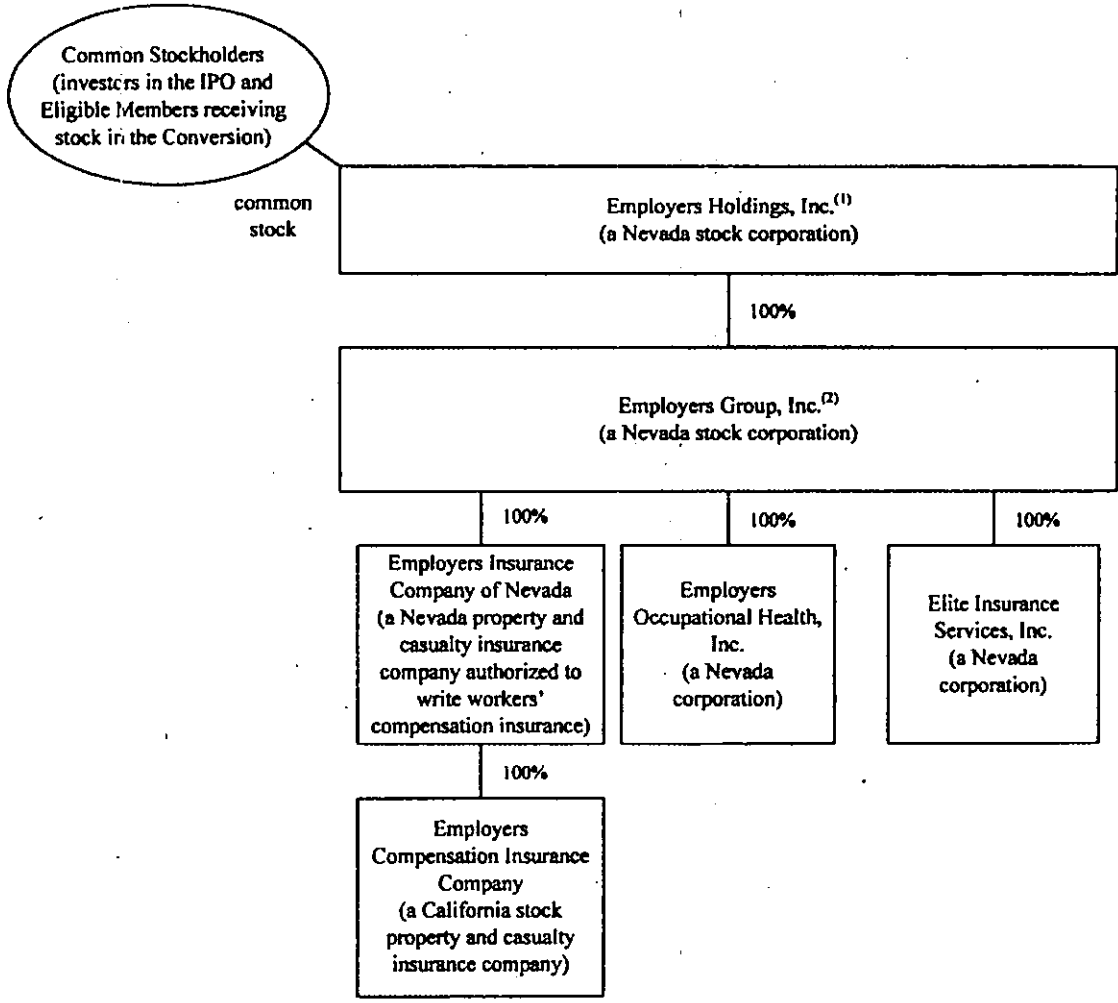 Common Stockholders
(investors in the IPO and
Eligible Members receiving
stock in the Conversion)
common
stock
Employers Holdings, Inc.(1)
(a Nevada stock corporation)
100%
Employers Group, Inc.(2)
(a Nevada stock corporation)
100%
100%
100%
Employers Insurance
Company of Nevada
(a Nevada property and
casualty insurance
company authorized to
write workers'
compensation insurance)
Employers
Occupational Health,
Inc.
(a Nevada
corporation)
Elite Insurance
Services, Inc.
(a Nevada
corporation)
100%
Employers
Compensation Insurance
Company
(a California stock
property and casualty
insurance company)